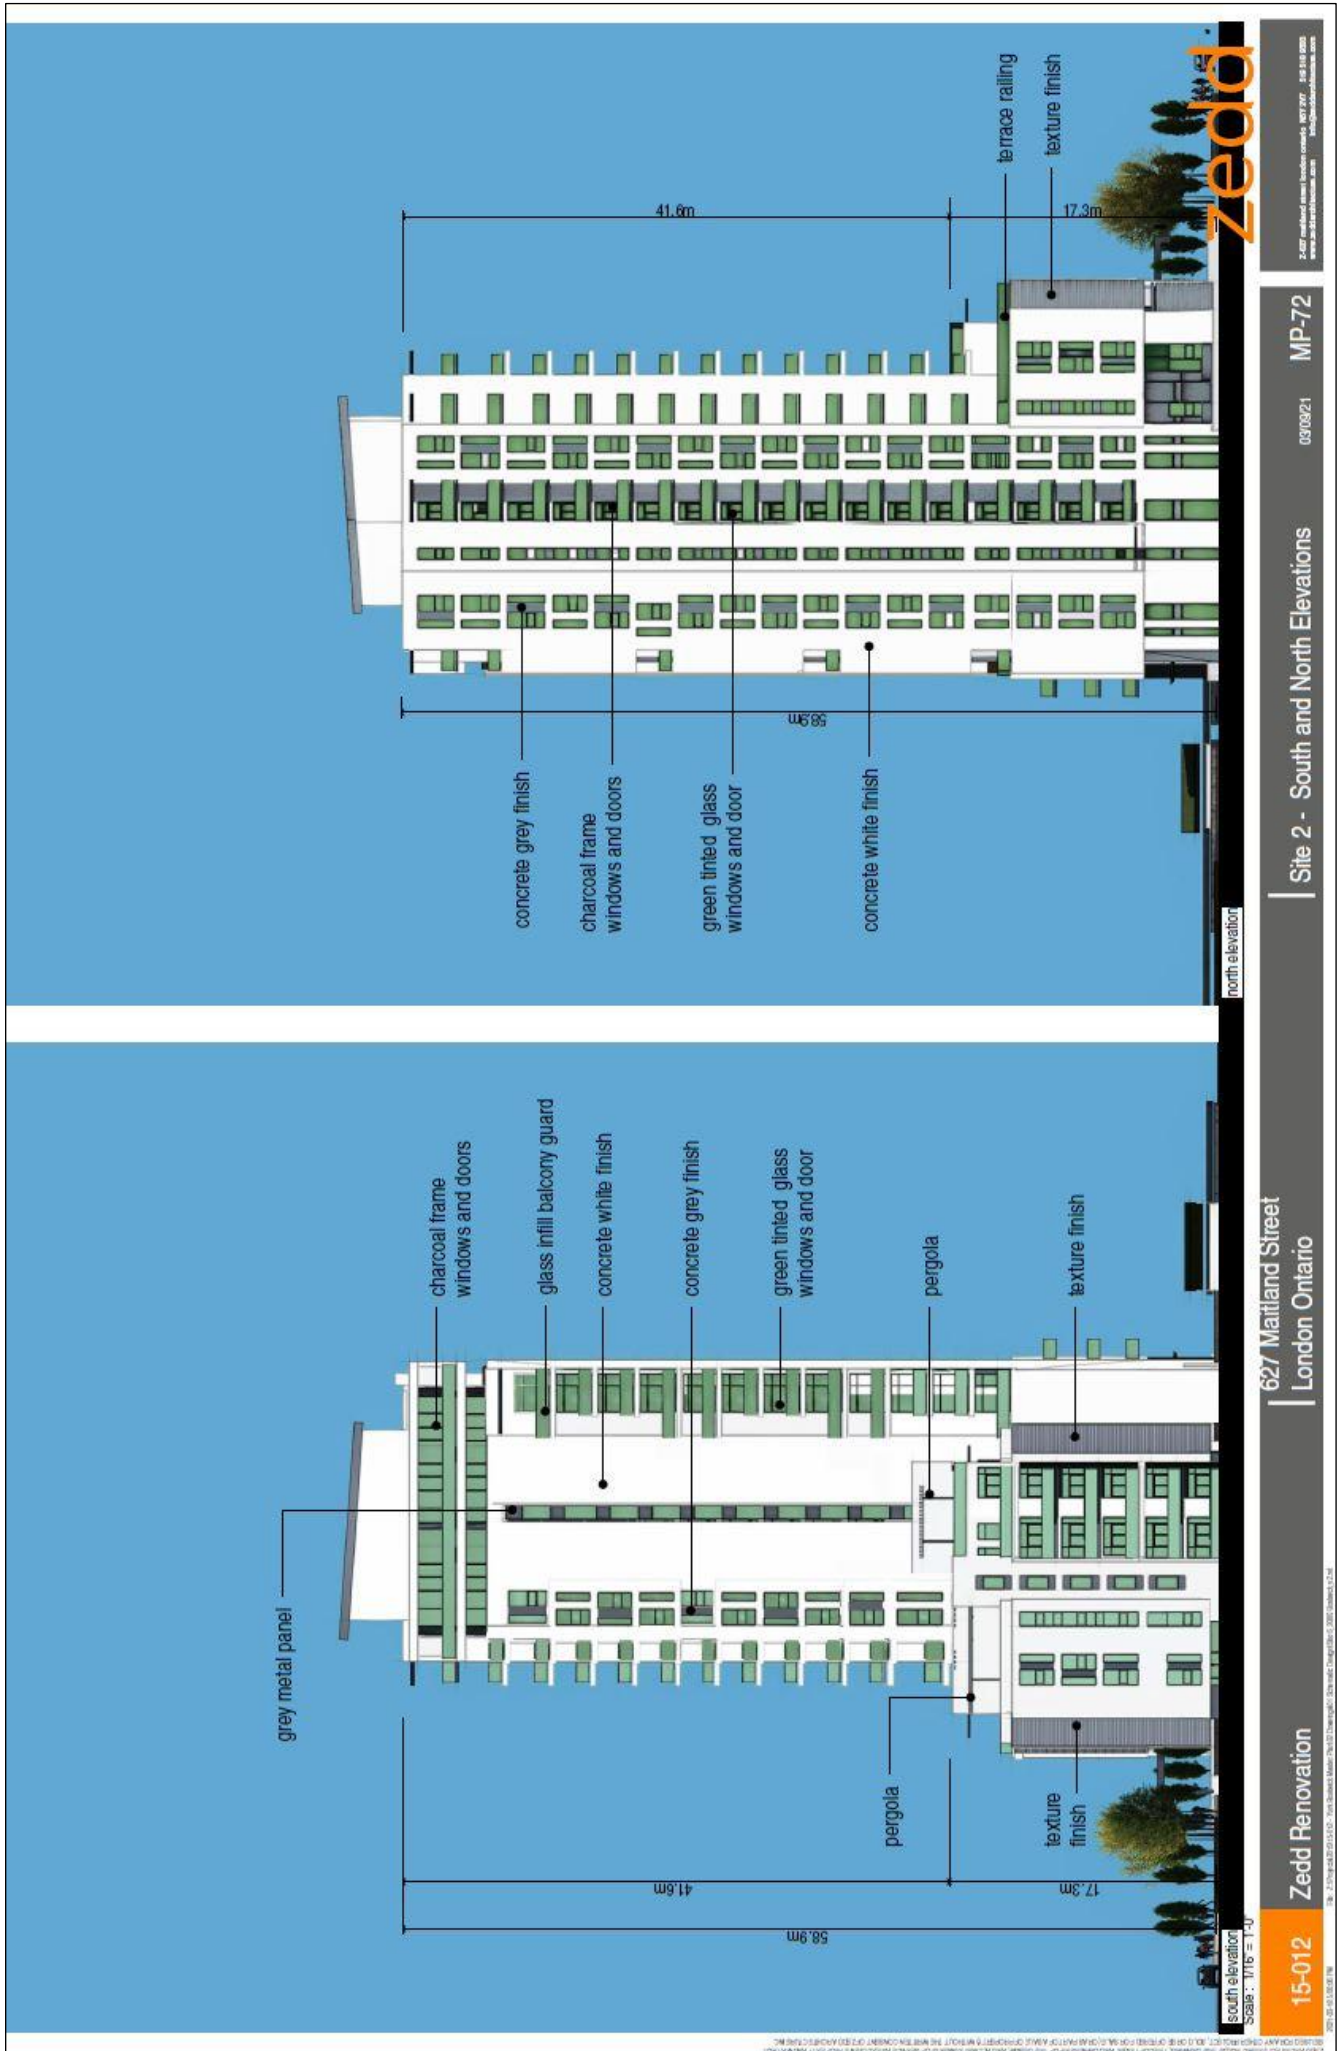 grey metal panel
charcoal frame
windows and doors
glass infill balcony guard
concrete white finish
concrete grey finish
green tinted glass
windows and door
pergola
texture finish
pergola
texture
finish
41.6m
17.3m
58.9m
south elevation
Scale: 1/16" = 1'-0"
concrete grey finish
charcoal frame
windows and doors
green tinted glass
windows and door
concrete white finish
58.9m
41.6m
17.3m
terrace railing
texture finish
north elevation
15-012
Zedd Renovation
627 Maitland Street
London Ontario
Site 2 - South and North Elevations
03/09/21
MP-72
zedd